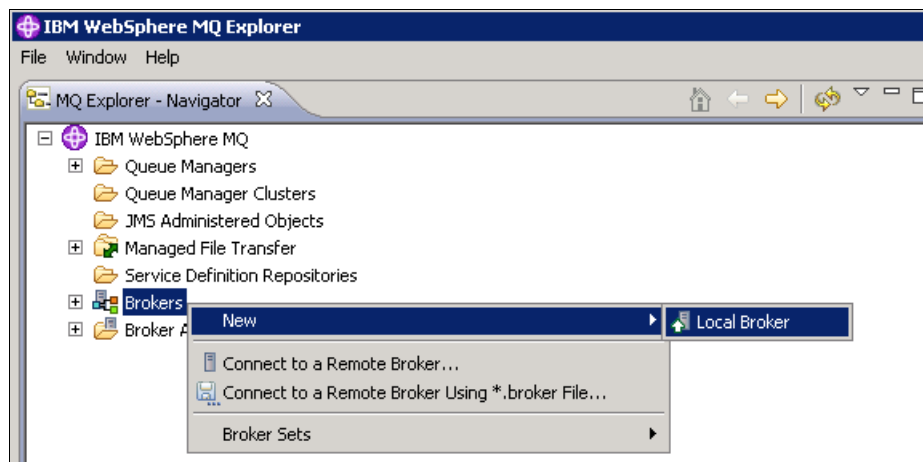 IBM WebSphere MQ Explorer
File Window Help
MQ Explorer - Navigator
IBM WebSphere MQ
Queue Managers
Queue Manager Clusters
JMS Administered Objects
Managed File Transfer
Service Definition Repositories
Brokers
New
Local Broker
Broker A
Connect to a Remote Broker...
Connect to a Remote Broker Using *.broker File...
Broker Sets